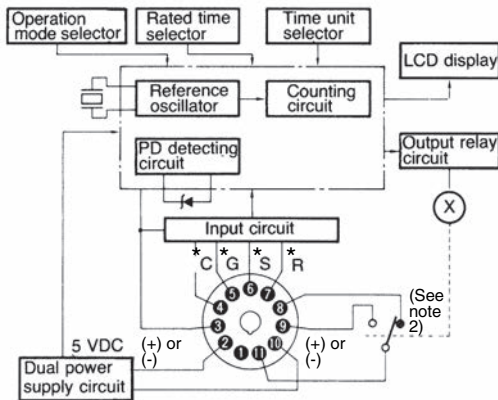 Operation
mode selector
Rated time
selector
Time unit
selector
LCD display
Reference
oscillator
Counting
circuit
PD detecting
circuit
Output relay
circuit
X
Input circuit
* C * G * S * R
5 6 7
4 8
3 9
2 10
1 11
(See
note
2)
5 VDC
(+) or
(-)
(+) or
(-)
Dual power
supply circuit